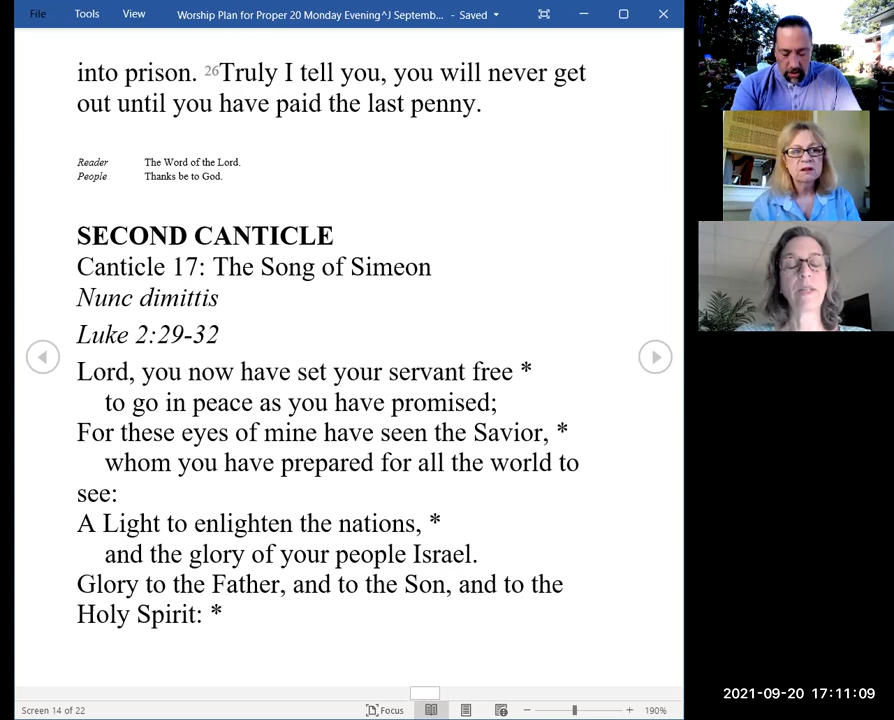 File Tools Worship Plan for Proper 20 Monday Evening^J Septemb... - Saved
into prison. 26Truly I tell you, you will never get
out until you have paid the last penny.
Reader The Word of the Lord.
People Thanks be to God.
SECOND CANTICLE
Canticle 17: The Song of Simeon
Nunc dimittis
Luke 2:29-32
Lord, you now have set your servant free *
to go in peace as you have promised;
For these eyes of mine have seen the Savior, *
whom you have prepared for all the world to
see:
A Light to enlighten the nations, *
and the glory of your people Israel.
Glory to the Father, and to the Son, and to the
Holy Spirit: *
2021-09-20 17:11:09
Screen 14 of 22 Focus 190%